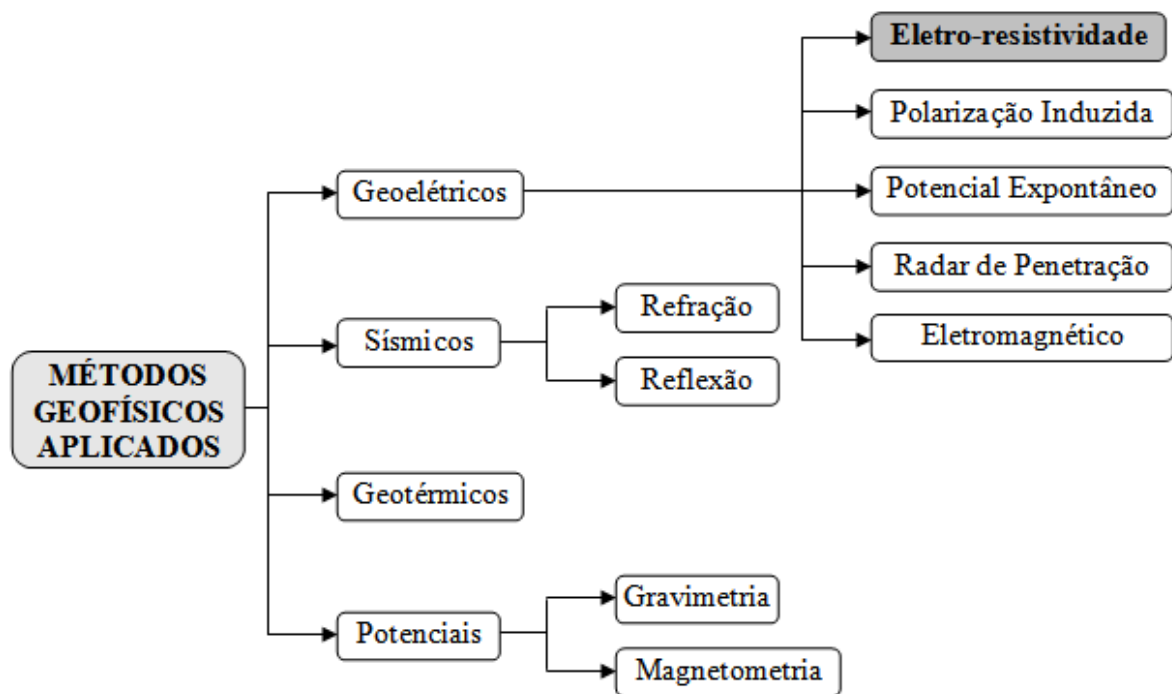 MÉTODOS
GEOFÍSICOS
APLICADOS
Geoelétricos
Eletro-resistividade
Polarização Induzida
Potencial Expontâneo
Radar de Penetração
Eletromagnético
Sísmicos
Refração
Reflexão
Geotérmicos
Potenciais
Gravimetria
Magnetometria